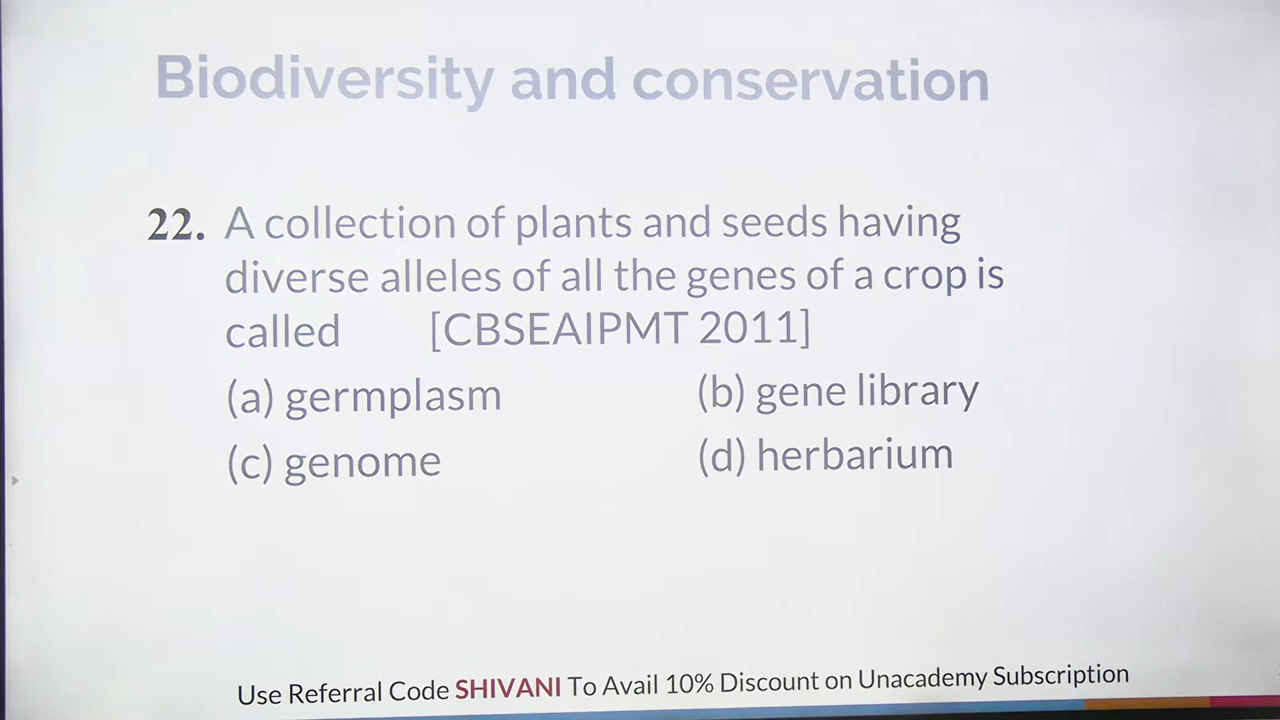 Biodiversity and conservation
22. A collection of plants and seeds having
diverse alleles of all the genes of a crop is
called [CBSEAIPMT 2011]
(a) germplasm (b) gene library
(c) genome (d) herbarium
Use Referral Code SHIVANI To Avail 10% Discount on Unacademy Subscription